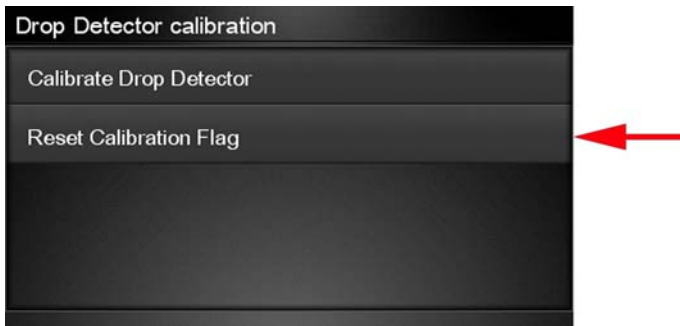 Drop Detector calibration
Calibrate Drop Detector
Reset Calibration Flag